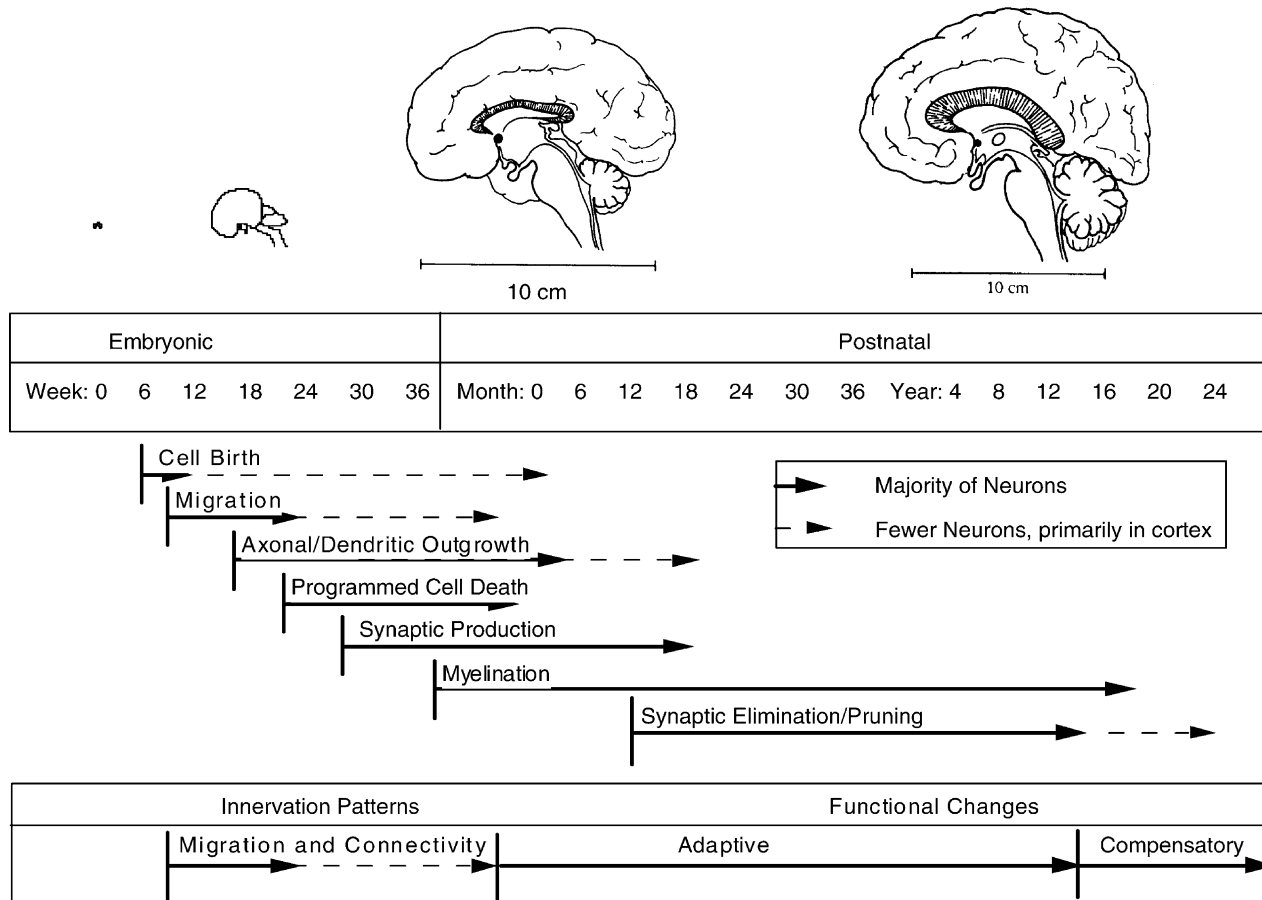 10 cm
10 cm
Embryonic Postnatal
Week: 0 6 12 18 24 30 36 Month: 0 6 12 18 24 30 36 Year: 4 8 12 16 20 24
Cell Birth
Migration
Axonal/Dendritic Outgrowth
Programmed Cell Death
Synaptic Production
Myelination
Synaptic Elimination/Pruning
Majority of Neurons
Fewer Neurons, primarily in cortex
Innervation Patterns Functional Changes
Migration and Connectivity Adaptive Compensatory